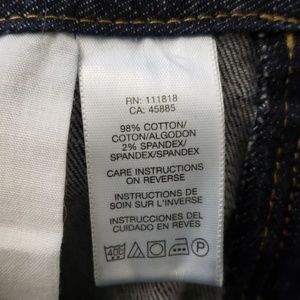 RN: 111818
CA: 45885
98% COTTON/
COTON/ALGODON
2% SPANDEX/
SPANDEX/SPANDEX
CARE INSTRUCTIONS
ON REVERSE
INSTRUCTIONS DE
SOIN SUR L'INVERSE
INSTRUCCIONES DEL
CUIDADO EN REVÉS
40° P